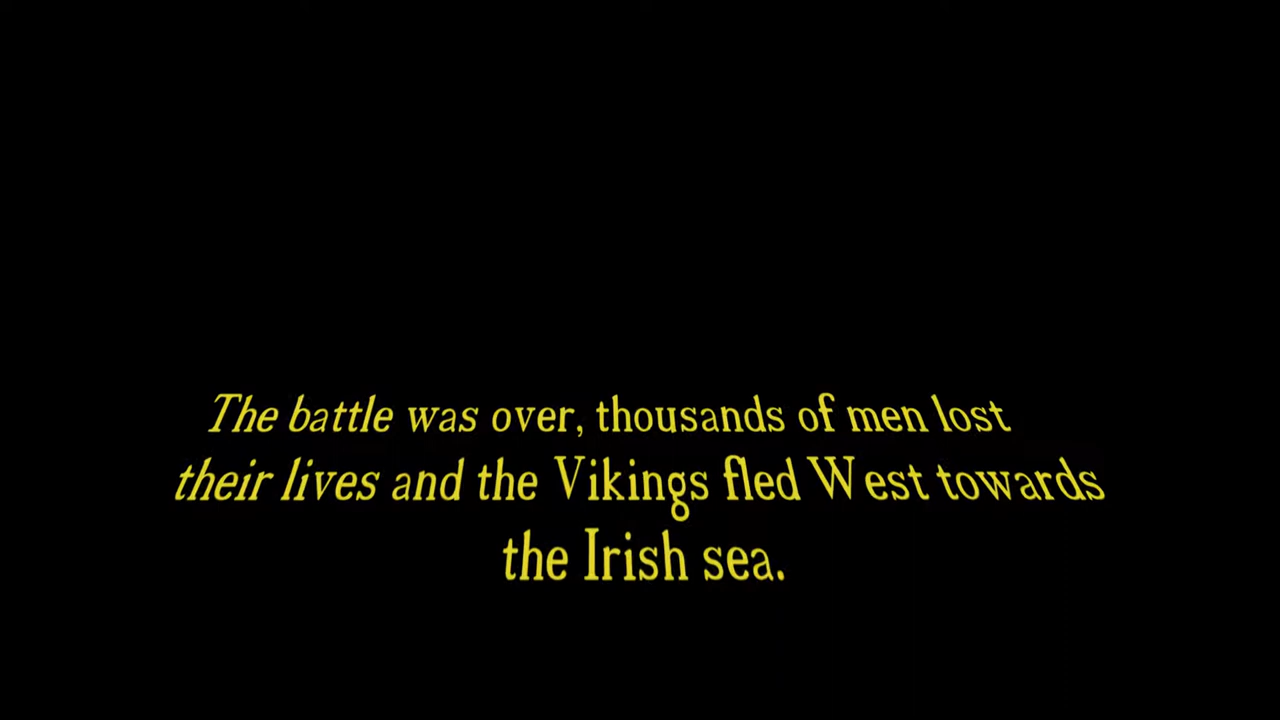 The battle was over, thousands of men lost
their lives and the Vikings fled West towards
the Irish sea.